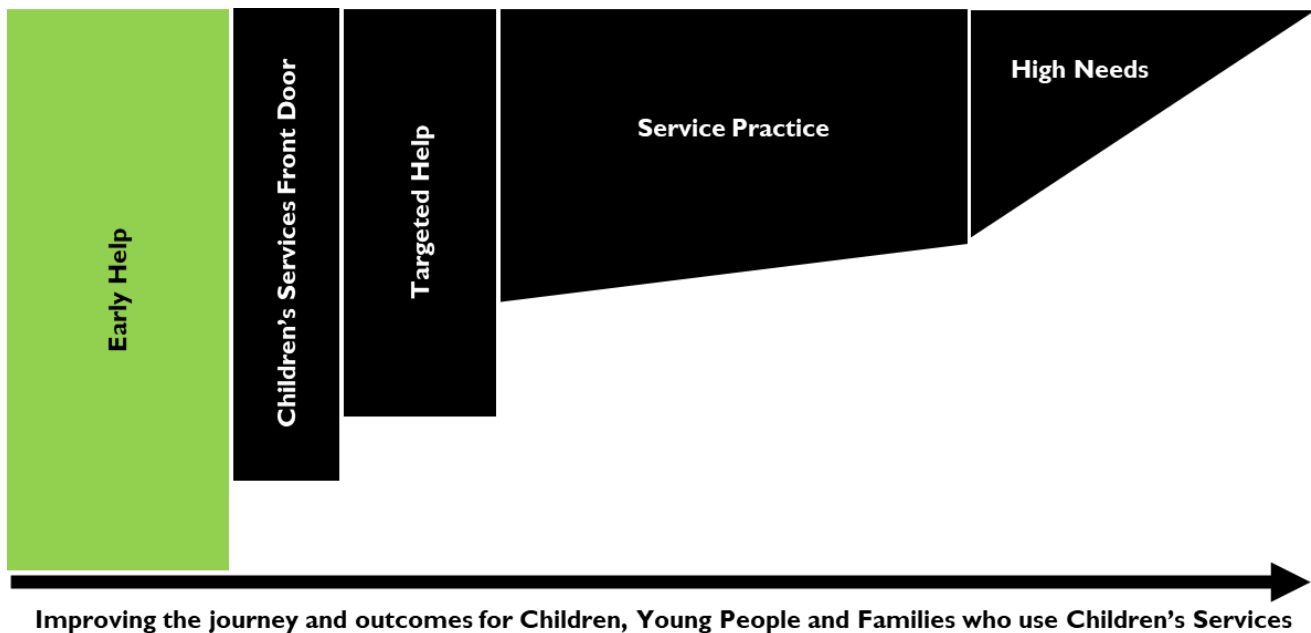 Early Help
Children’s Services Front Door
Targeted Help
Service Practice
High Needs
Improving the journey and outcomes for Children, Young People and Families who use Children’s Services